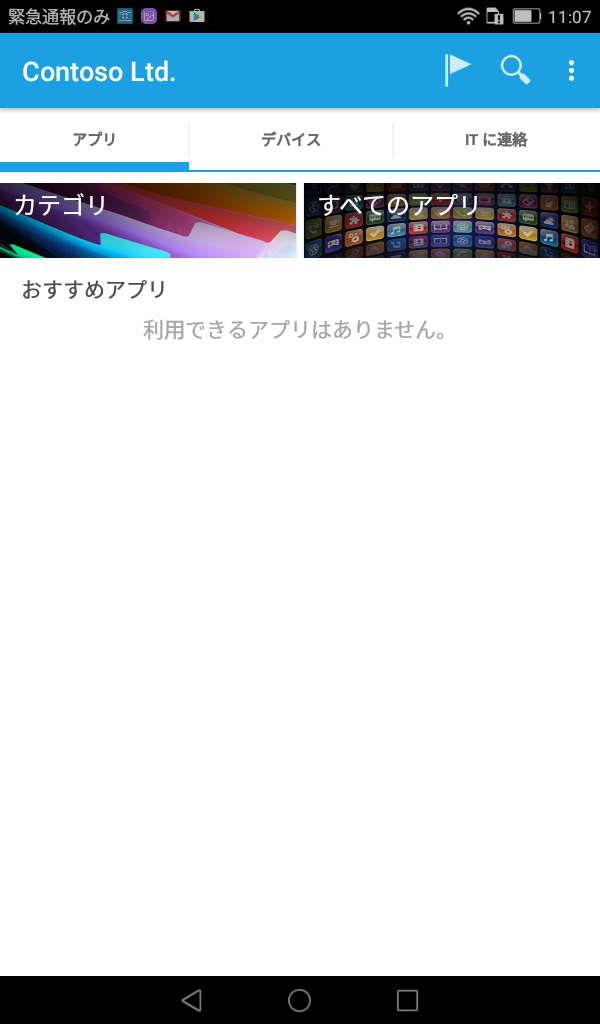 緊急通報のみ 11:07
Contoso Ltd.
アプリ デバイス IT に連絡
カテゴリ すべてのアプリ
おすすめアプリ
利用できるアプリはありません。